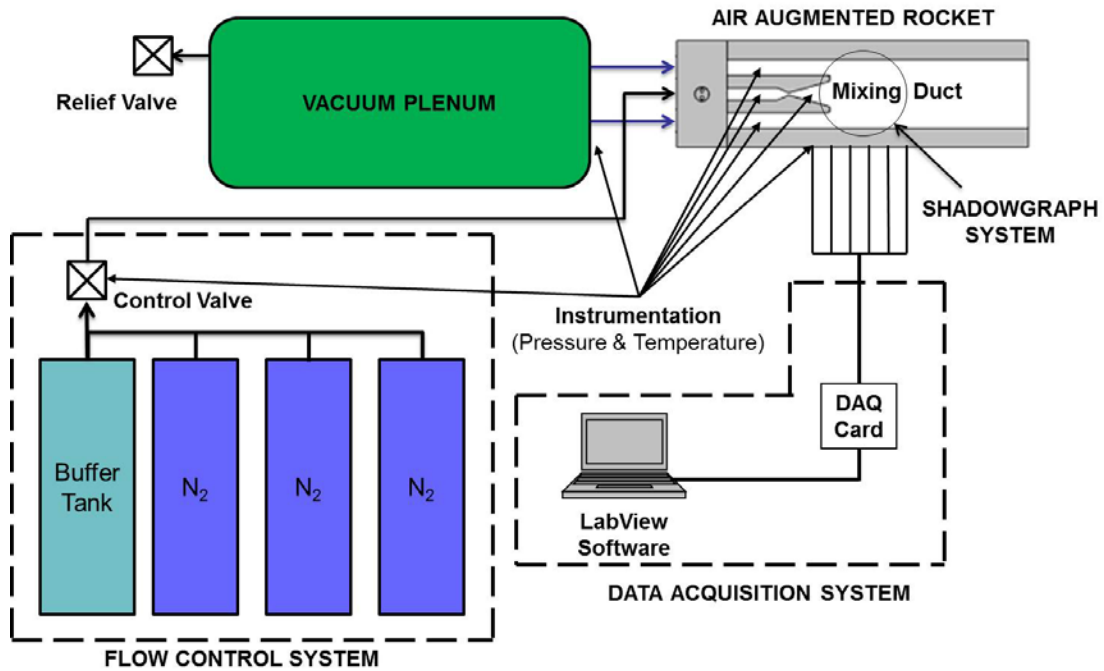 AIR AUGMENTED ROCKET
Relief Valve
VACUUM PLENUM
Mixing Duct
SHADOWGRAPH
SYSTEM
Control Valve
Instrumentation
(Pressure & Temperature)
Buffer
Tank
N₂
N₂
N₂
DAQ
Card
LabView
Software
DATA ACQUISITION SYSTEM
FLOW CONTROL SYSTEM